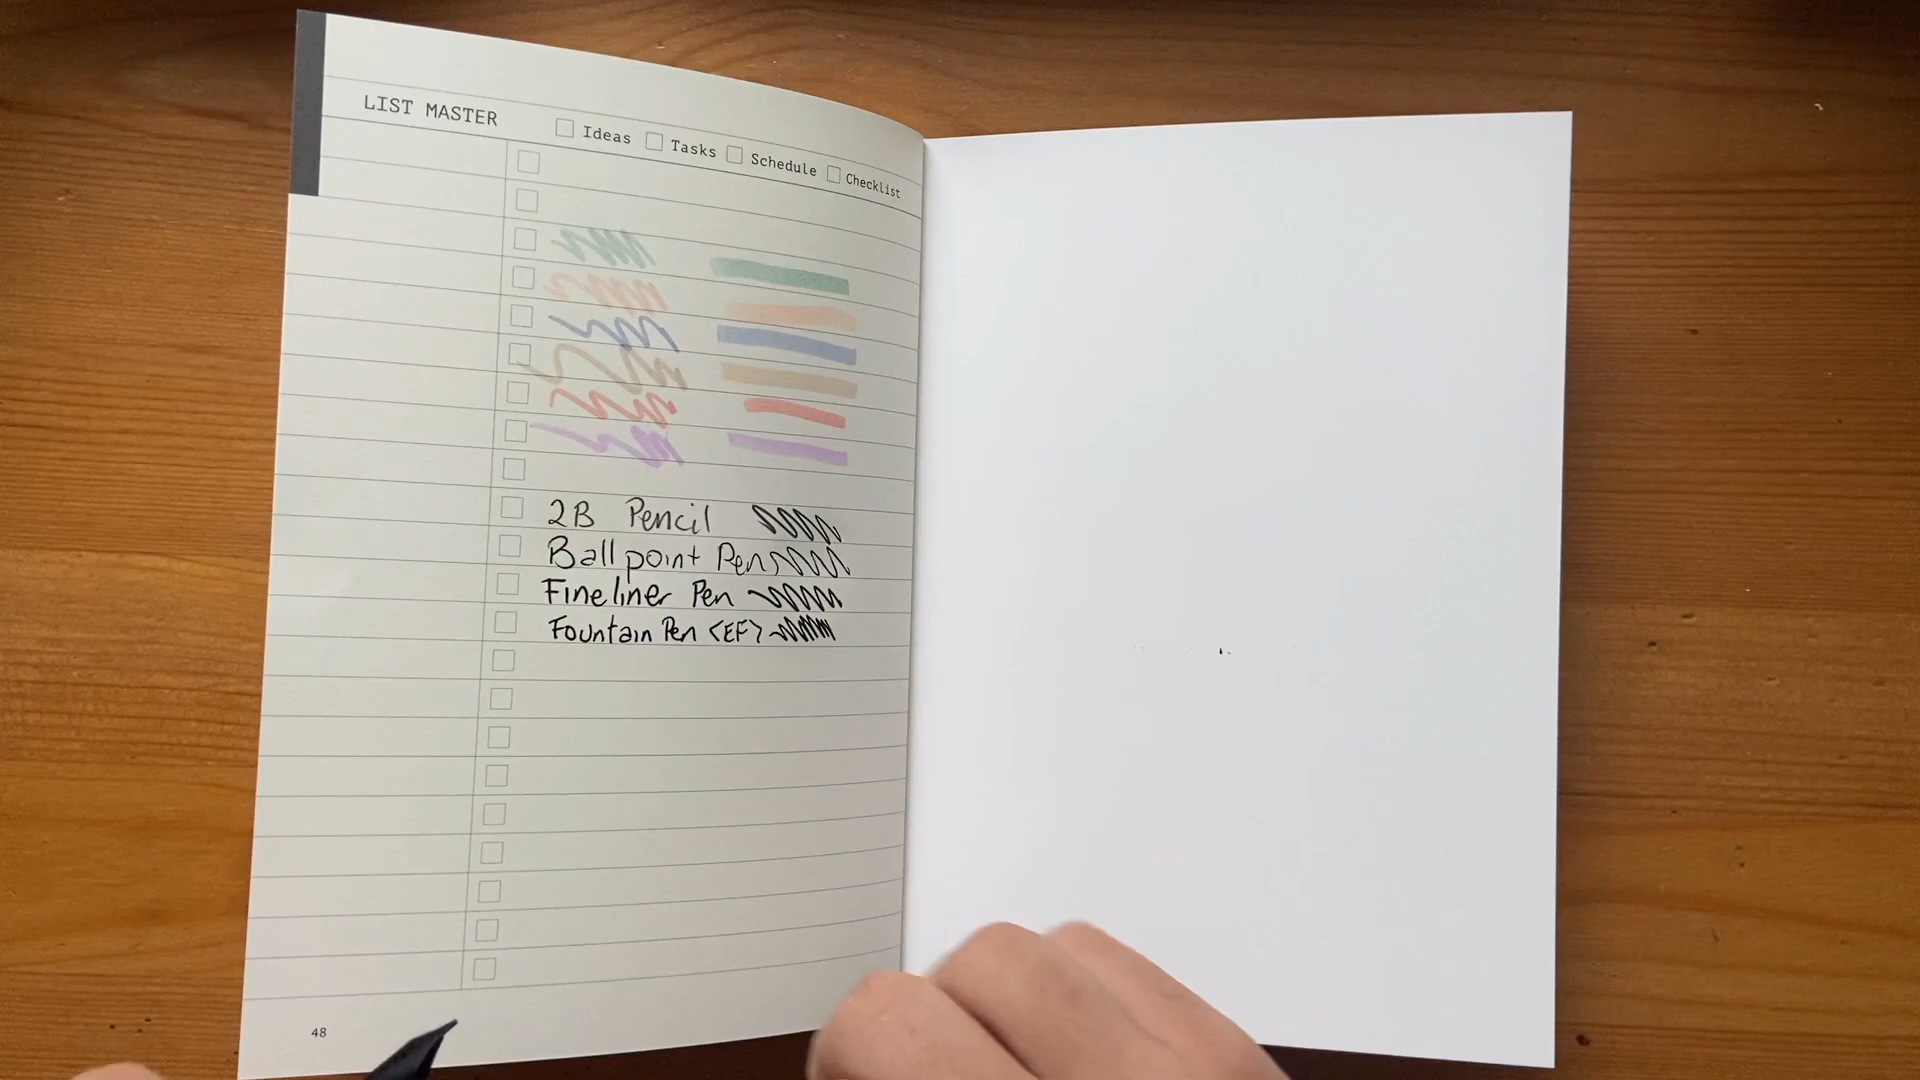 LIST MASTER Ideas Tasks Schedule Checklist
2B Pencil
Ballpoint Pen
Fineliner Pen
Fountain Pen <EF>
48